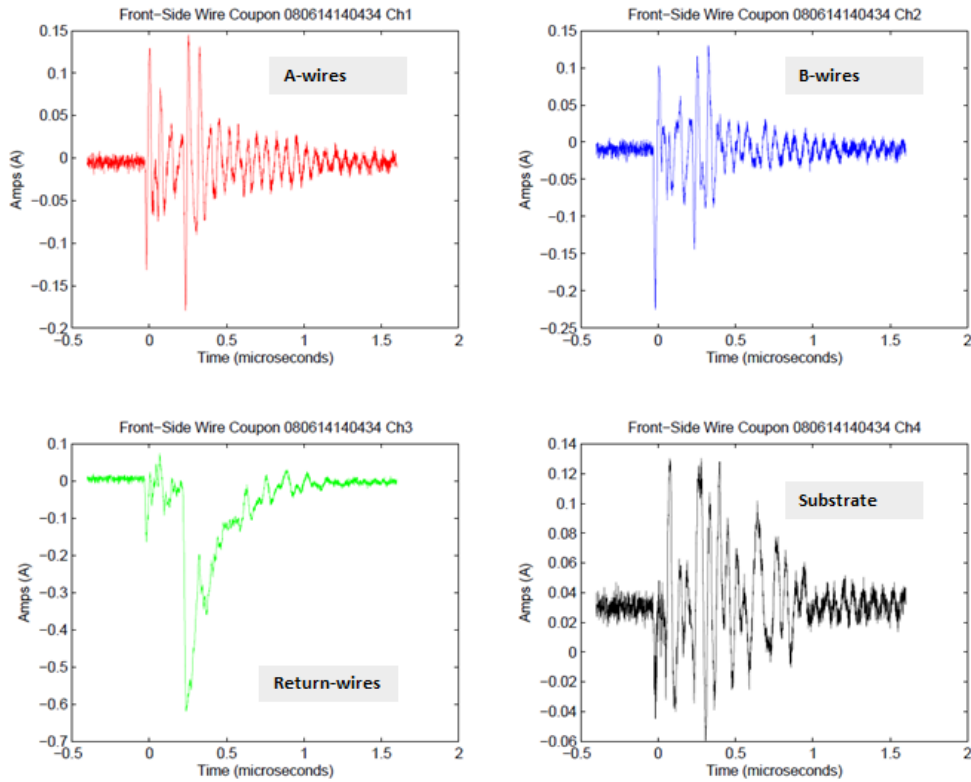 Front-Side Wire Coupon 080614140434 Ch1
0.15
0.1
0.05
0
-0.05
-0.1
-0.15
-0.2
Amps (A)
A-wires
-0.5 0 0.5 1 1.5 2
Time (microseconds)
Front-Side Wire Coupon 080614140434 Ch2
0.15
0.1
0.05
0
-0.05
-0.1
-0.15
-0.2
-0.25
Amps (A)
B-wires
-0.5 0 0.5 1 1.5 2
Time (microseconds)
Front-Side Wire Coupon 080614140434 Ch3
0.1
0
-0.1
-0.2
-0.3
-0.4
-0.5
-0.6
-0.7
Amps (A)
Return-wires
-0.5 0 0.5 1 1.5 2
Time (microseconds)
Front-Side Wire Coupon 080614140434 Ch4
0.14
0.12
0.1
0.08
0.06
0.04
0.02
0
-0.02
-0.04
-0.06
Amps (A)
Substrate
-0.5 0 0.5 1 1.5 2
Time (microseconds)